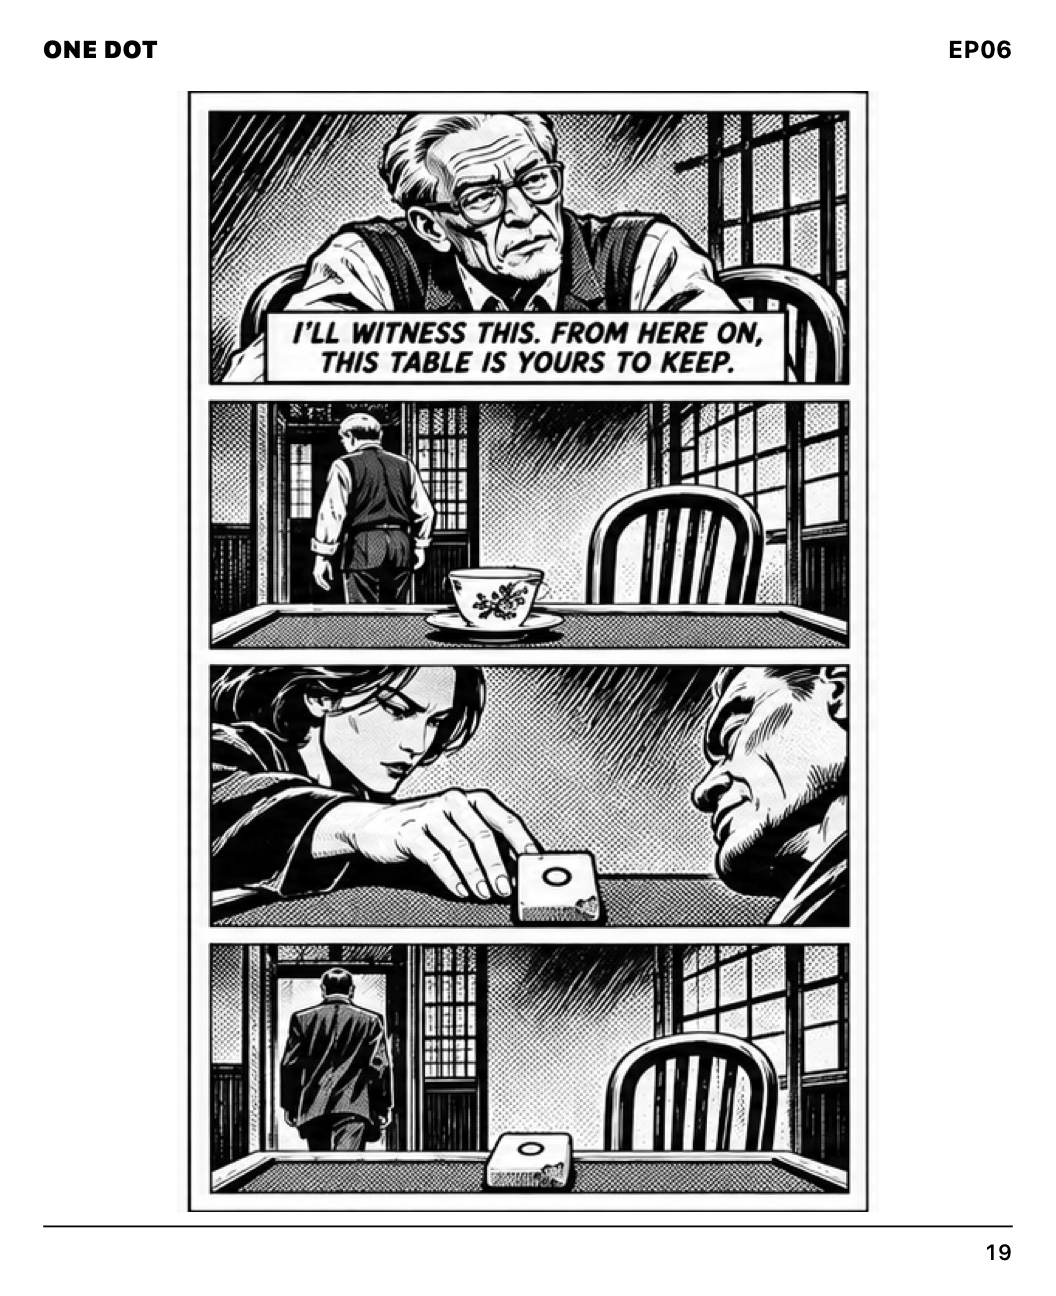 ONE DOT
EP06
I'LL WITNESS THIS. FROM HERE ON,
THIS TABLE IS YOURS TO KEEP.
19